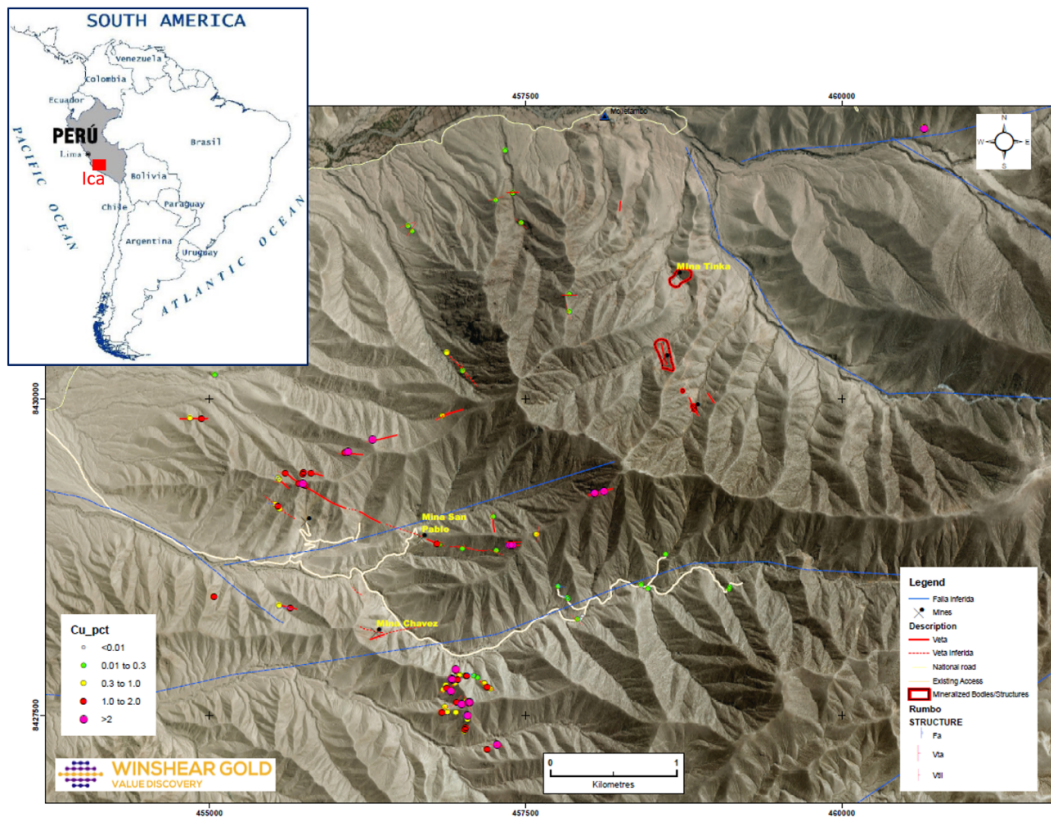 SOUTH AMERICA
Venezuela
Colombia
Ecuador
PERÚ
Lima
Ica
Brasil
Bolivia
Paraguay
Chile
Argentina
Uruguay
PACIFIC OCEAN
ATLANTIC OCEAN
457500
460000
N
W E
S
Mina Tinka
8430000
8430000
Mina San
Pablo
Mina Chavez
8427500
8427500
Cu_pct
<0.01
0.01 to 0.3
0.3 to 1.0
1.0 to 2.0
>2
WINSHEAR GOLD
VALUE DISCOVERY
0 1
Kilometres
Legend
Falla Inferida
Mines
Description
Veta
Veta Inferida
National road
Existing Access
Mineralized Bodies/Structures
Rumbo
STRUCTURE
Fa
Vta
455000
457500
460000